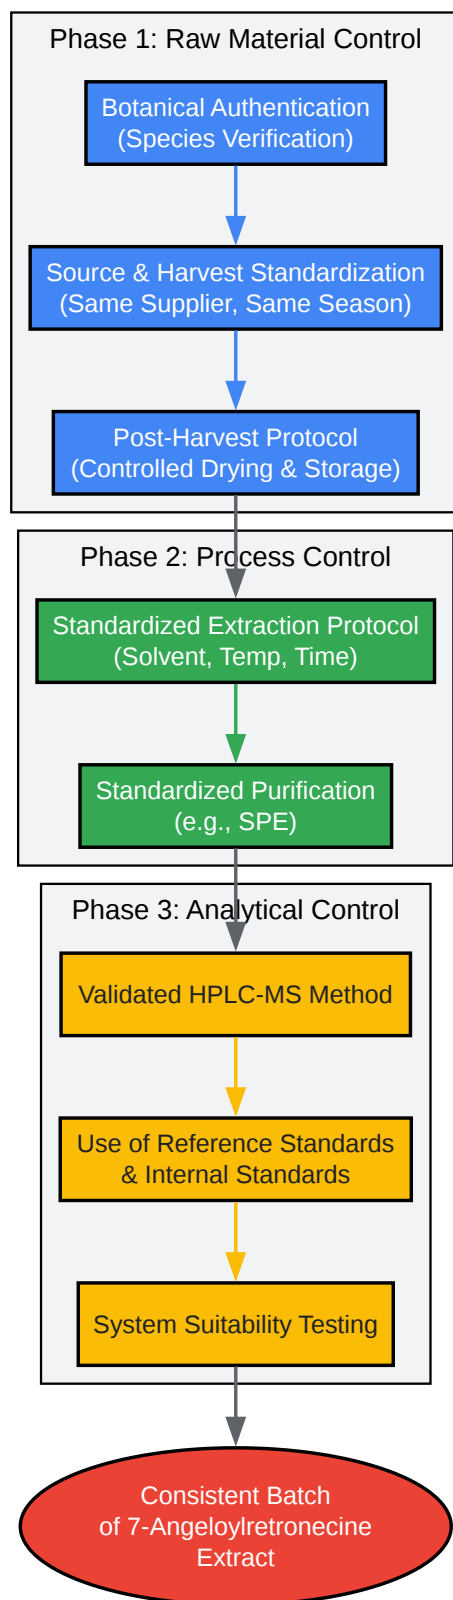 Phase 1: Raw Material Control
Botanical Authentication
(Species Verification)
Source & Harvest Standardization
(Same Supplier, Same Season)
Post-Harvest Protocol
(Controlled Drying & Storage)
Phase 2: Process Control
Standardized Extraction Protocol
(Solvent, Temp, Time)
Standardized Purification
(e.g., SPE)
Phase 3: Analytical Control
Validated HPLC-MS Method
Use of Reference Standards
& Internal Standards
System Suitability Testing
Consistent Batch
of 7-Angeloylretronecine
Extract